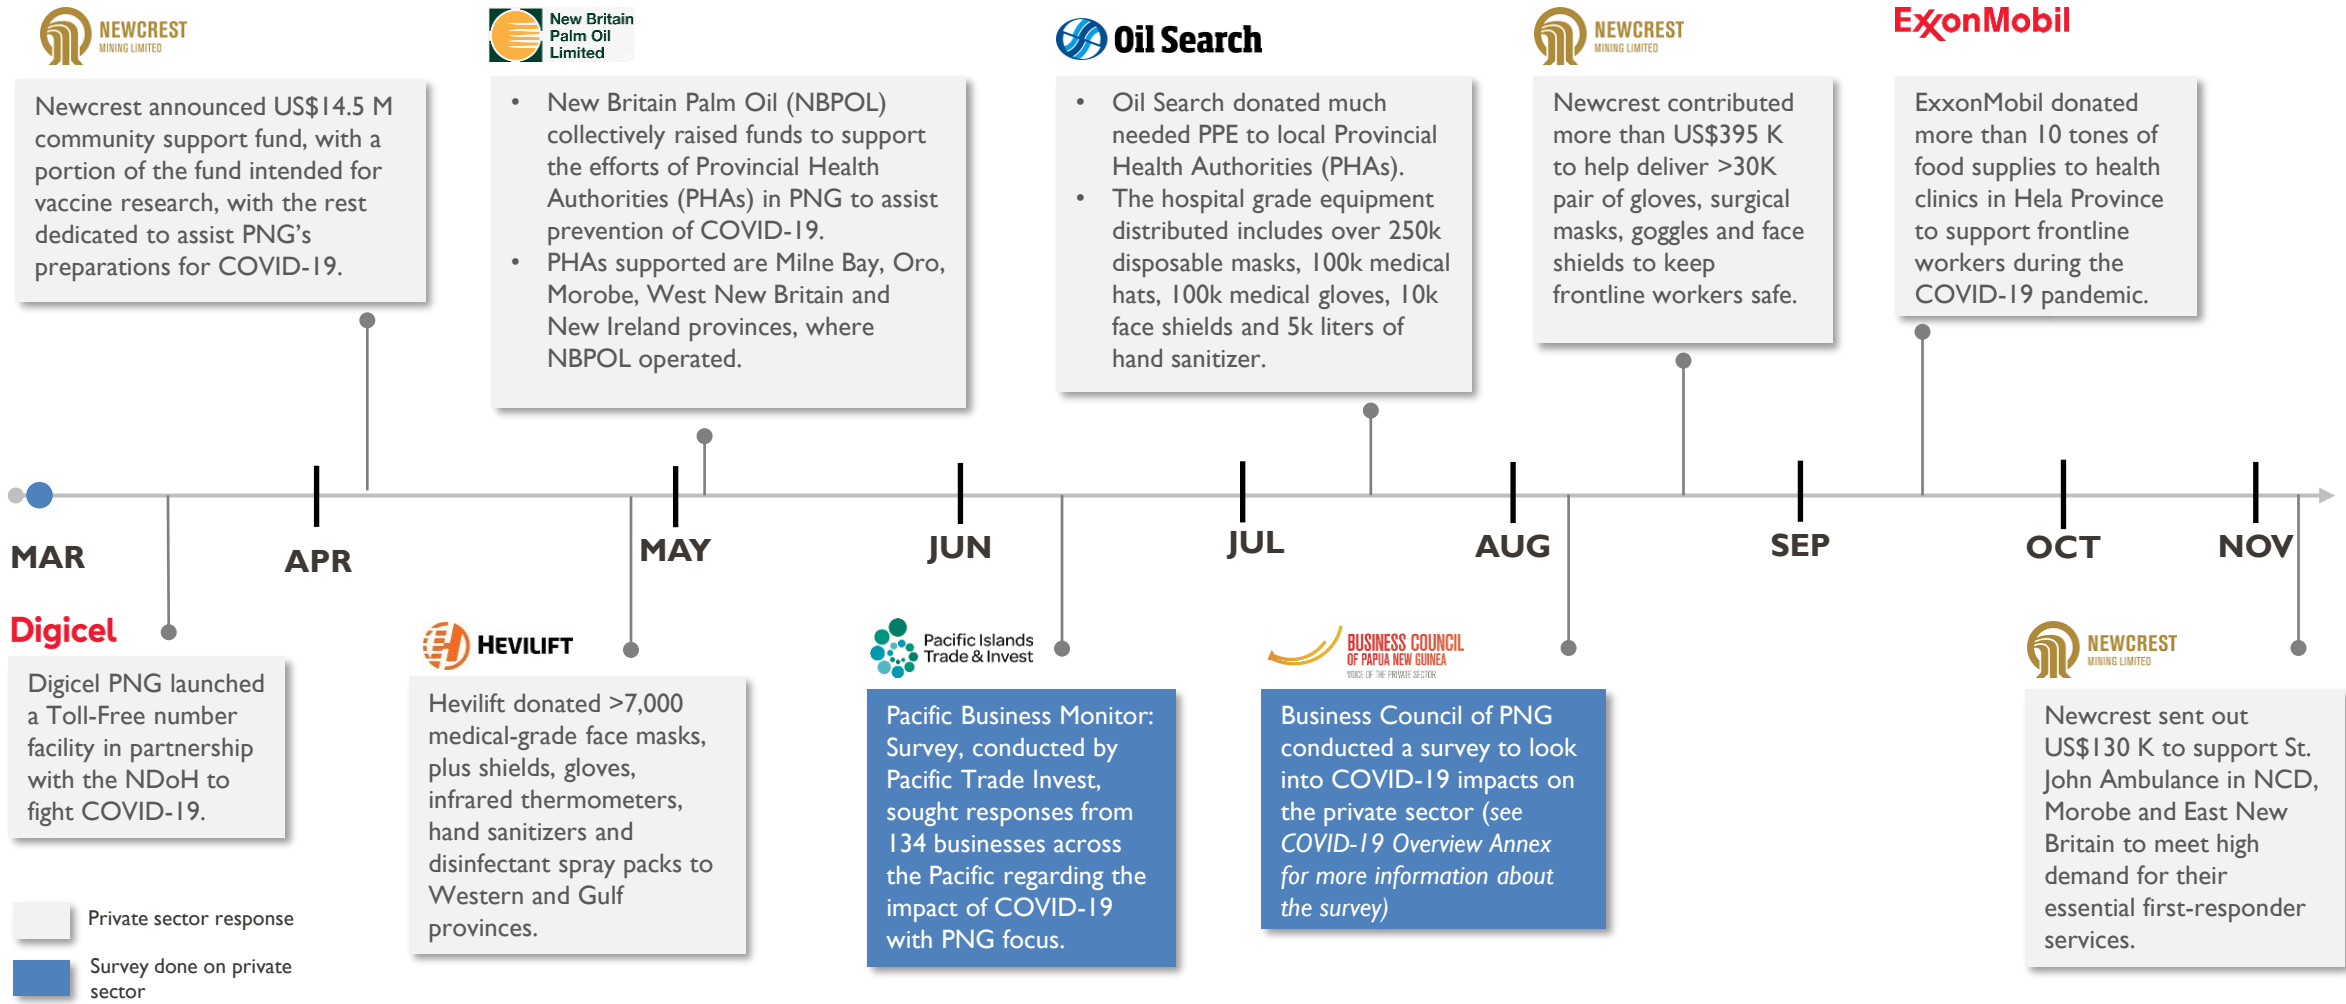 NEWCREST
MINING LIMITED
Newcrest announced US$14.5 M
community support fund, with a
portion of the fund intended for
vaccine research, with the rest
dedicated to assist PNG’s
preparations for COVID-19.
New Britain
Palm Oil
Limited
• New Britain Palm Oil (NBPOL)
collectively raised funds to support
the efforts of Provincial Health
Authorities (PHAs) in PNG to assist
prevention of COVID-19.
• PHAs supported are Milne Bay, Oro,
Morobe, West New Britain and
New Ireland provinces, where
NBPOL operated.
Oil Search
• Oil Search donated much
needed PPE to local Provincial
Health Authorities (PHAs).
• The hospital grade equipment
distributed includes over 250k
disposable masks, 100k medical
hats, 100k medical gloves, 10k
face shields and 5k liters of
hand sanitizer.
NEWCREST
MINING LIMITED
Newcrest contributed
more than US$395 K
to help deliver >30K
pair of gloves, surgical
masks, goggles and face
shields to keep
frontline workers safe.
ExxonMobil
ExxonMobil donated
more than 10 tones of
food supplies to health
clinics in Hela Province
to support frontline
workers during the
COVID-19 pandemic.
MAR
APR
MAY
JUN
JUL
AUG
SEP
OCT
NOV
Digicel
Digicel PNG launched
a Toll-Free number
facility in partnership
with the NDoH to
fight COVID-19.
HEVILIFT
Hevilift donated >7,000
medical-grade face masks,
plus shields, gloves,
infrared thermometers,
hand sanitizers and
disinfectant spray packs to
Western and Gulf
provinces.
Pacific Islands
Trade & Invest
Pacific Business Monitor:
Survey, conducted by
Pacific Trade Invest,
sought responses from
134 businesses across
the Pacific regarding the
impact of COVID-19
with PNG focus.
BUSINESS COUNCIL
OF PAPUA NEW GUINEA
VOICE OF THE PRIVATE SECTOR
Business Council of PNG
conducted a survey to look
into COVID-19 impacts on
the private sector (see
COVID-19 Overview Annex
for more information about
the survey)
NEWCREST
MINING LIMITED
Newcrest sent out
US$130 K to support St.
John Ambulance in NCD,
Morobe and East New
Britain to meet high
demand for their
essential first-responder
services.
Private sector response
Survey done on private
sector